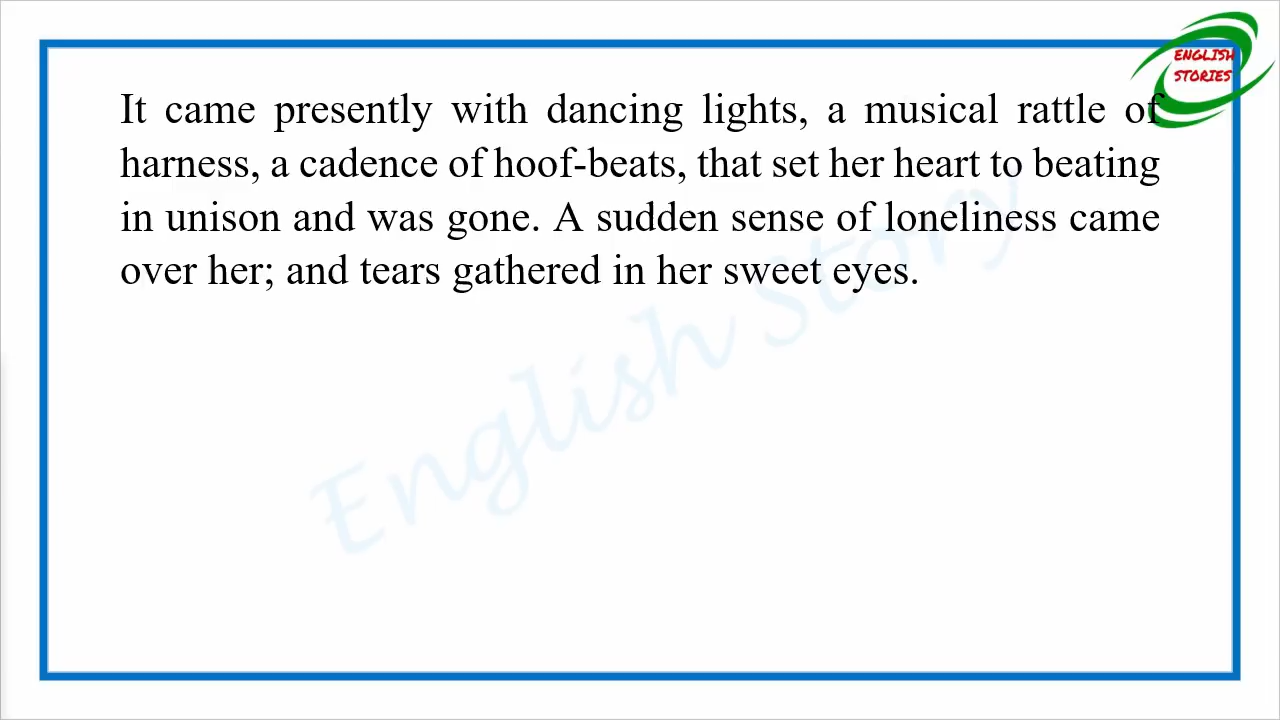 ENGLISH
STORIES
It came presently with dancing lights, a musical rattle of
harness, a cadence of hoof-beats, that set her heart to beating
in unison and was gone. A sudden sense of loneliness came
over her; and tears gathered in her sweet eyes.
English Story